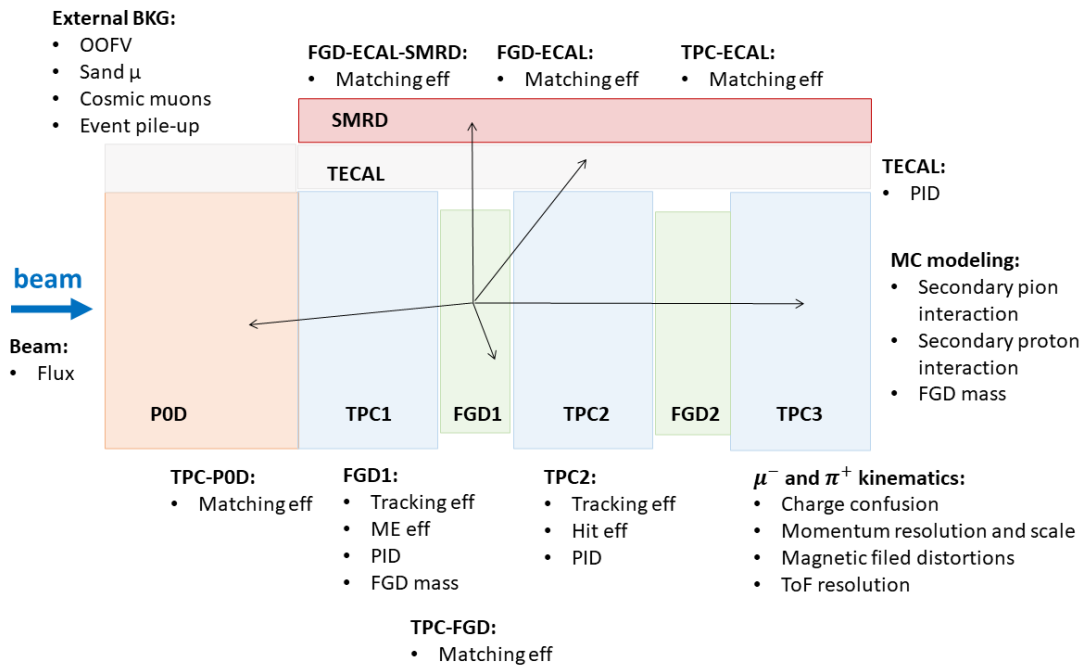 External BKG:
• OOFV
• Sand μ
• Cosmic muons
• Event pile-up
FGD-ECAL-SMRD:
• Matching eff
FGD-ECAL:
• Matching eff
TPC-ECAL:
• Matching eff
SMRD
TECAL
TECAL:
• PID
beam
Beam:
• Flux
MC modeling:
• Secondary pion
interaction
• Secondary proton
interaction
• FGD mass
P0D
TPC1
FGD1
TPC2
FGD2
TPC3
TPC-P0D:
• Matching eff
FGD1:
• Tracking eff
• ME eff
• PID
• FGD mass
TPC2:
• Tracking eff
• Hit eff
• PID
μ⁻ and π⁺ kinematics:
• Charge confusion
• Momentum resolution and scale
• Magnetic filed distortions
• ToF resolution
TPC-FGD:
• Matching eff